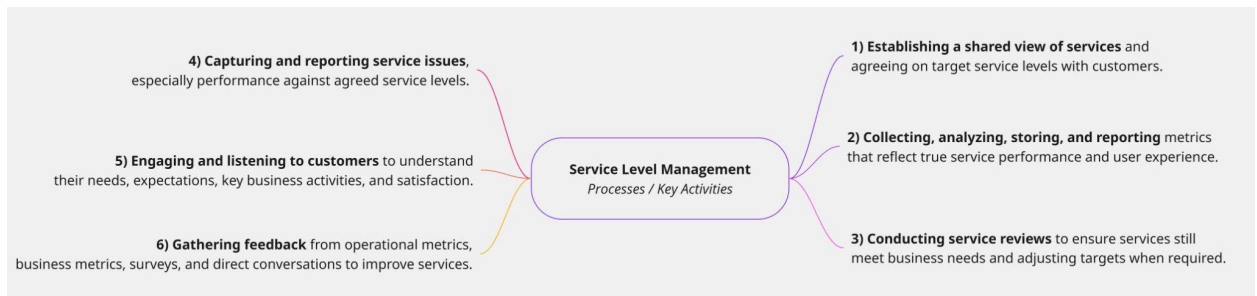 Service Level Management
Processes / Key Activities
1) Establishing a shared view of services and
agreeing on target service levels with customers.
2) Collecting, analyzing, storing, and reporting metrics
that reflect true service performance and user experience.
3) Conducting service reviews to ensure services still
meet business needs and adjusting targets when required.
4) Capturing and reporting service issues,
especially performance against agreed service levels.
5) Engaging and listening to customers to understand
their needs, expectations, key business activities, and satisfaction.
6) Gathering feedback from operational metrics,
business metrics, surveys, and direct conversations to improve services.